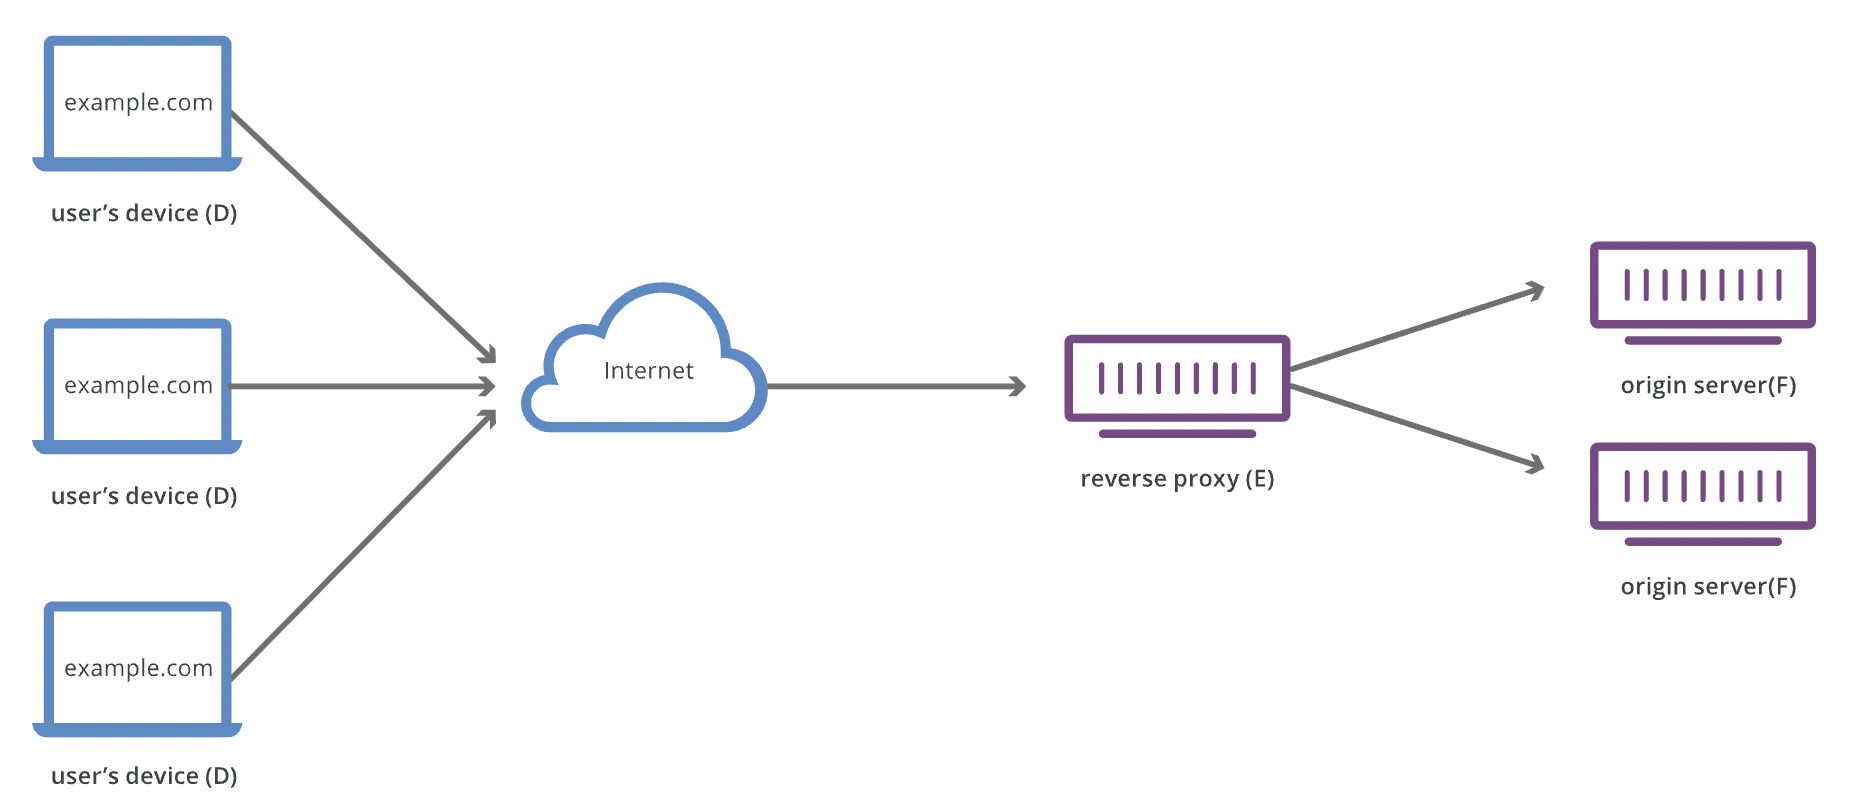 example.com
user’s device (D)
example.com
user’s device (D)
example.com
user’s device (D)
Internet
reverse proxy (E)
origin server(F)
origin server(F)